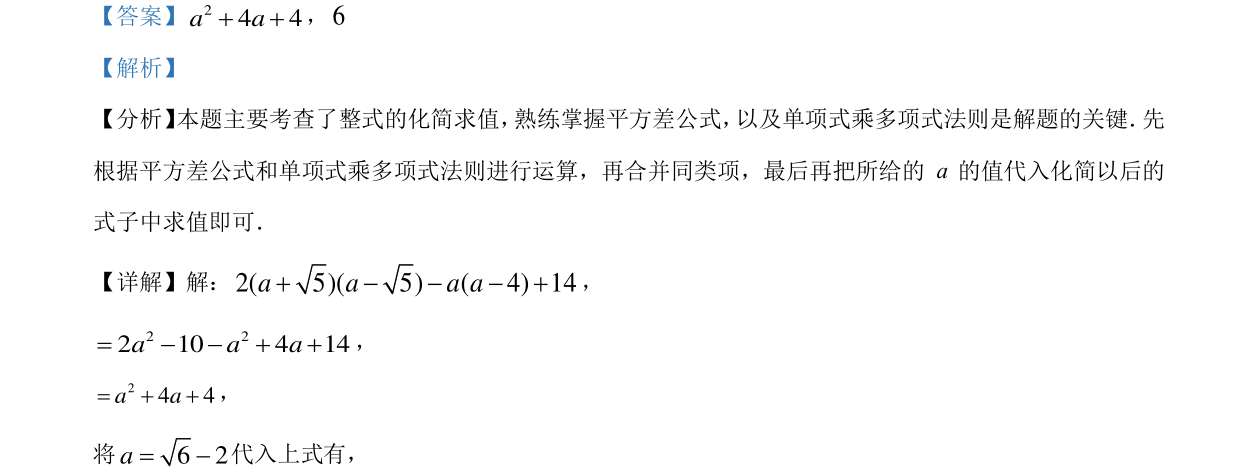 【答案】a²+4a+4，6
【解析】
【分析】本题主要考查了整式的化简求值，熟练掌握平方差公式，以及单项式乘多项式法则是解题的关键．先
根据平方差公式和单项式乘多项式法则进行运算，再合并同类项，最后再把所给的 a 的值代入化简以后的
式子中求值即可．
【详解】解：2(a+√5)(a−√5)−a(a−4)+14，
=2a²−10−a²+4a+14，
=a²+4a+4，
将a=√6−2代入上式有，